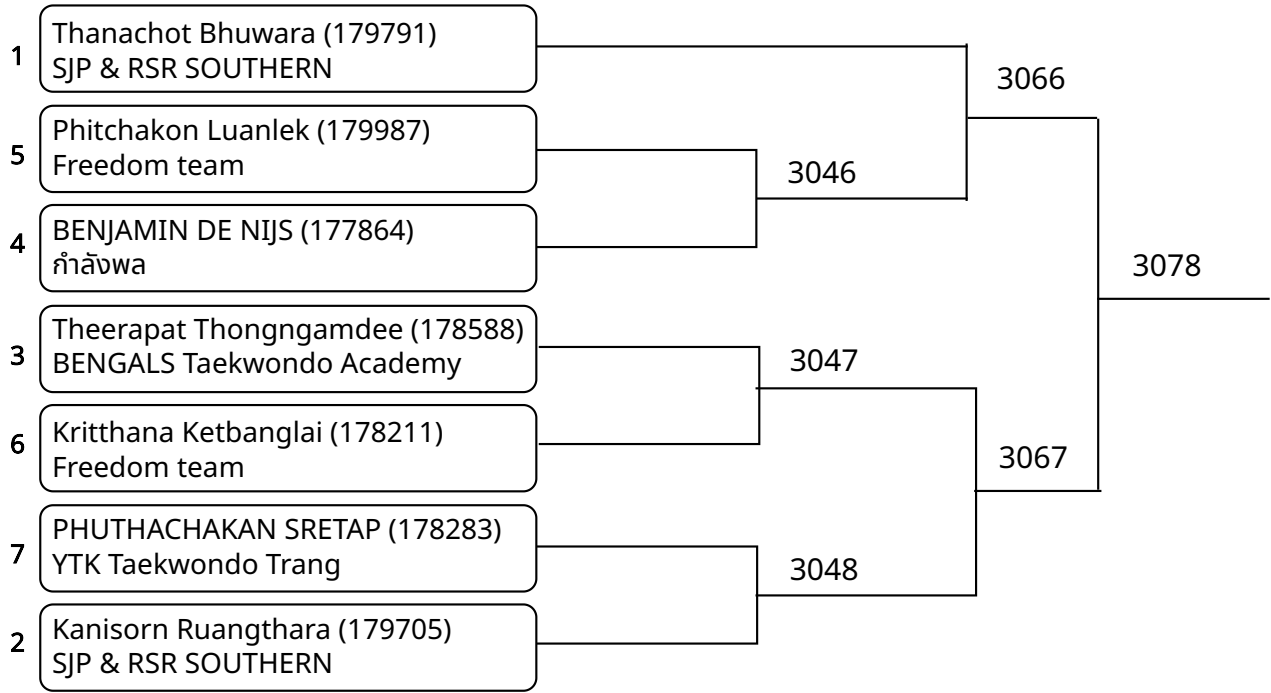 1
Thanachot Bhuwara (179791)
SJP & RSR SOUTHERN
5
Phitchakon Luanlek (179987)
Freedom team
4
BENJAMIN DE NIJS (177864)
กำลังพล
3
Theerapat Thongngamdee (178588)
BENGALS Taekwondo Academy
6
Kritthana Ketbanglai (178211)
Freedom team
7
PHUTHACHAKAN SRETAP (178283)
YTK Taekwondo Trang
2
Kanisorn Ruangthara (179705)
SJP & RSR SOUTHERN
3046
3047
3048
3066
3067
3078